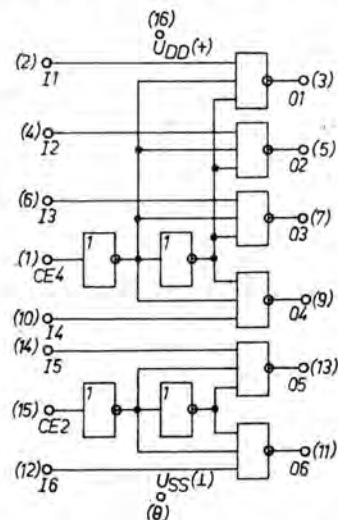 (16)
UDD(+)
(2) I1
(3) O1
(4) I2
(5) O2
(6) I3
(7) O3
(1) CE4
1
1
(9) O4
(10) I4
(14) I5
(13) O5
(15) CE2
1
1
(11) O6
(12) I6
USS(⊥)
(8)